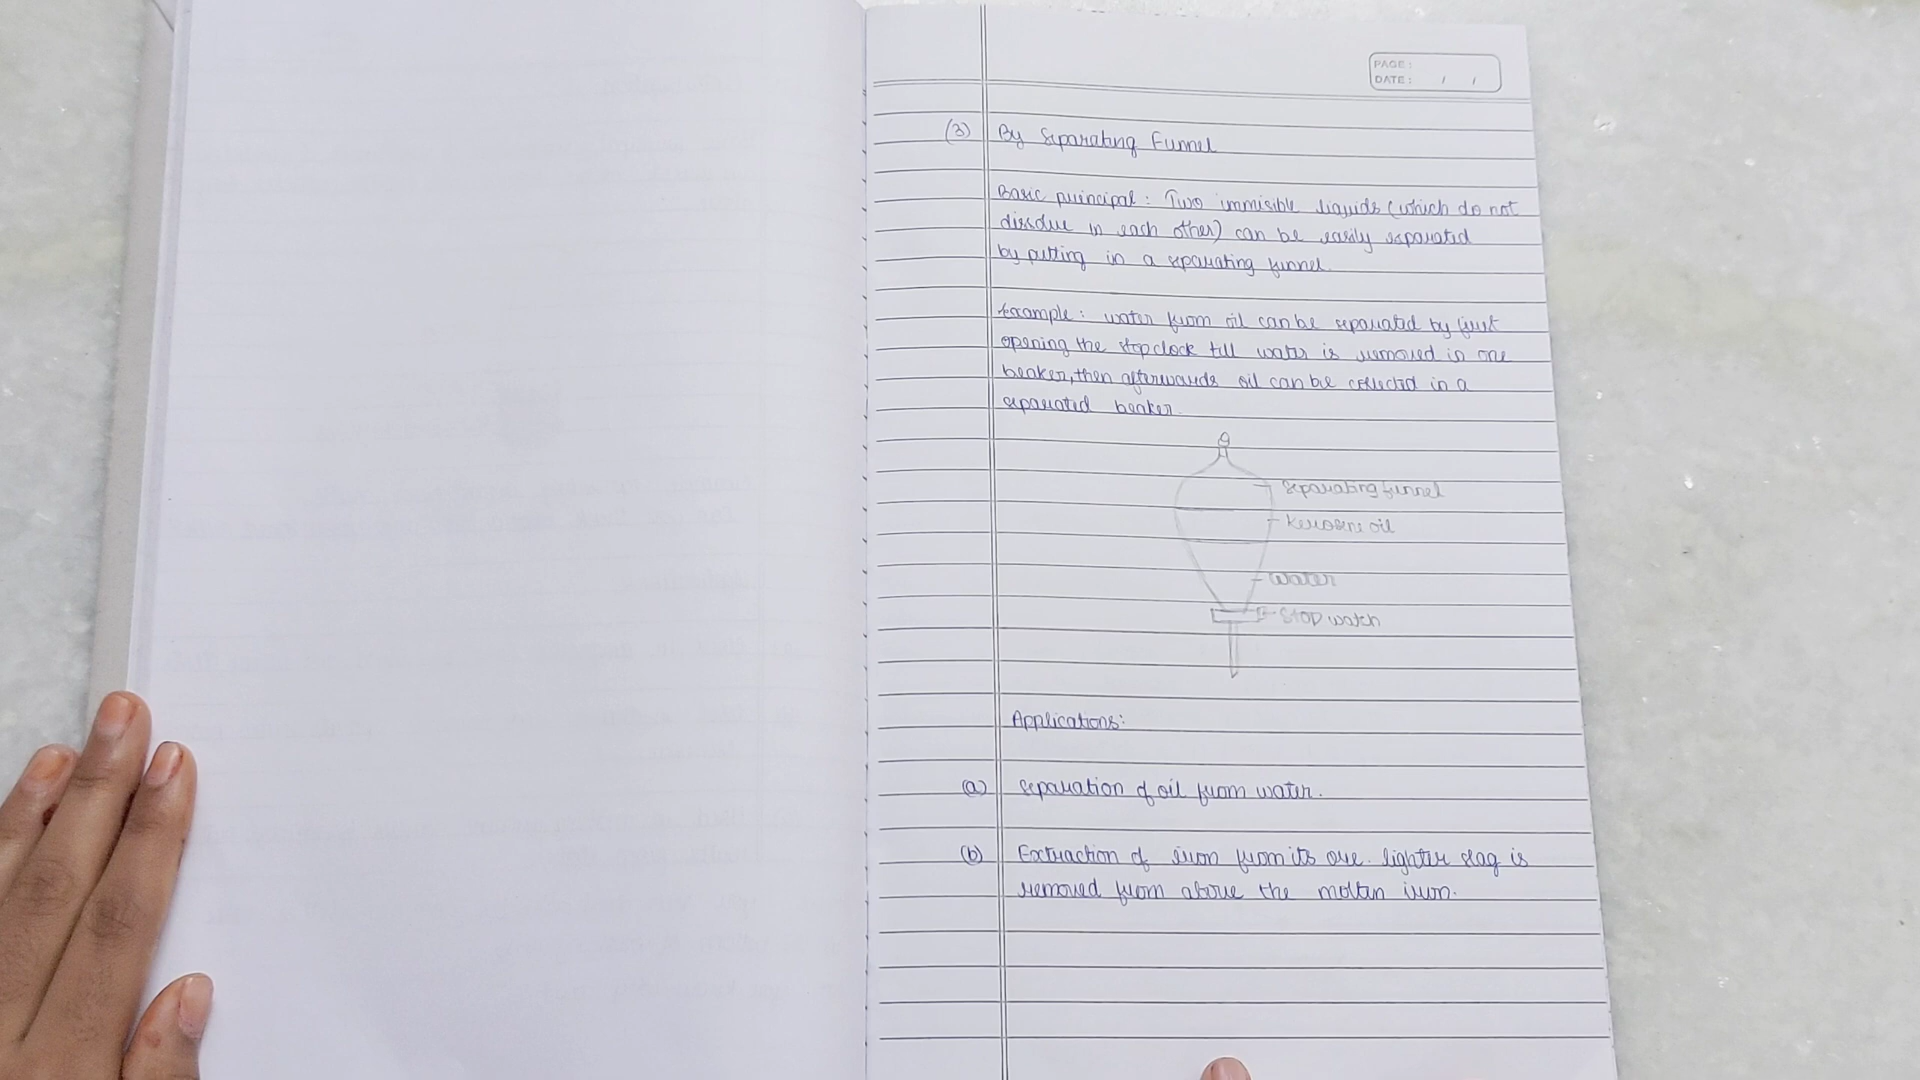 PAGE:
DATE: / /
(3) By Separating Funnel
Basic principal : Two immisible liquids (which do not
dissolve in each other) can be easily separated
by putting in a separating funnel.
Example : water from oil can be separated by first
opening the stopclock till water is removed in one
beaker, then afterwards oil can be collected in a
separated beaker.
Separating funnel
Kerosene oil
Water
Stop watch
Applications:
(a) Separation of oil from water.
(b) Extraction of iron from its ore. lighter slag is
removed from above the moltan iron.